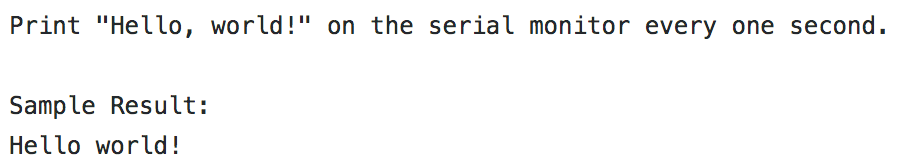 Print "Hello, world!" on the serial monitor every one second.
Sample Result:
Hello world!